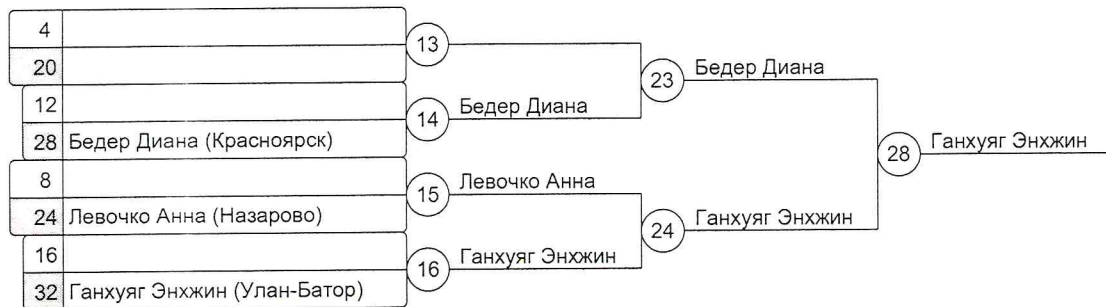 4
20
13
12
28 Бедер Диана (Красноярск)
14 Бедер Диана
23 Бедер Диана
8
24 Левочко Анна (Назарово)
15 Левочко Анна
16
32 Ганхуяг Энхжин (Улан-Батор)
16 Ганхуяг Энхжин
24 Ганхуяг Энхжин
28 Ганхуяг Энхжин